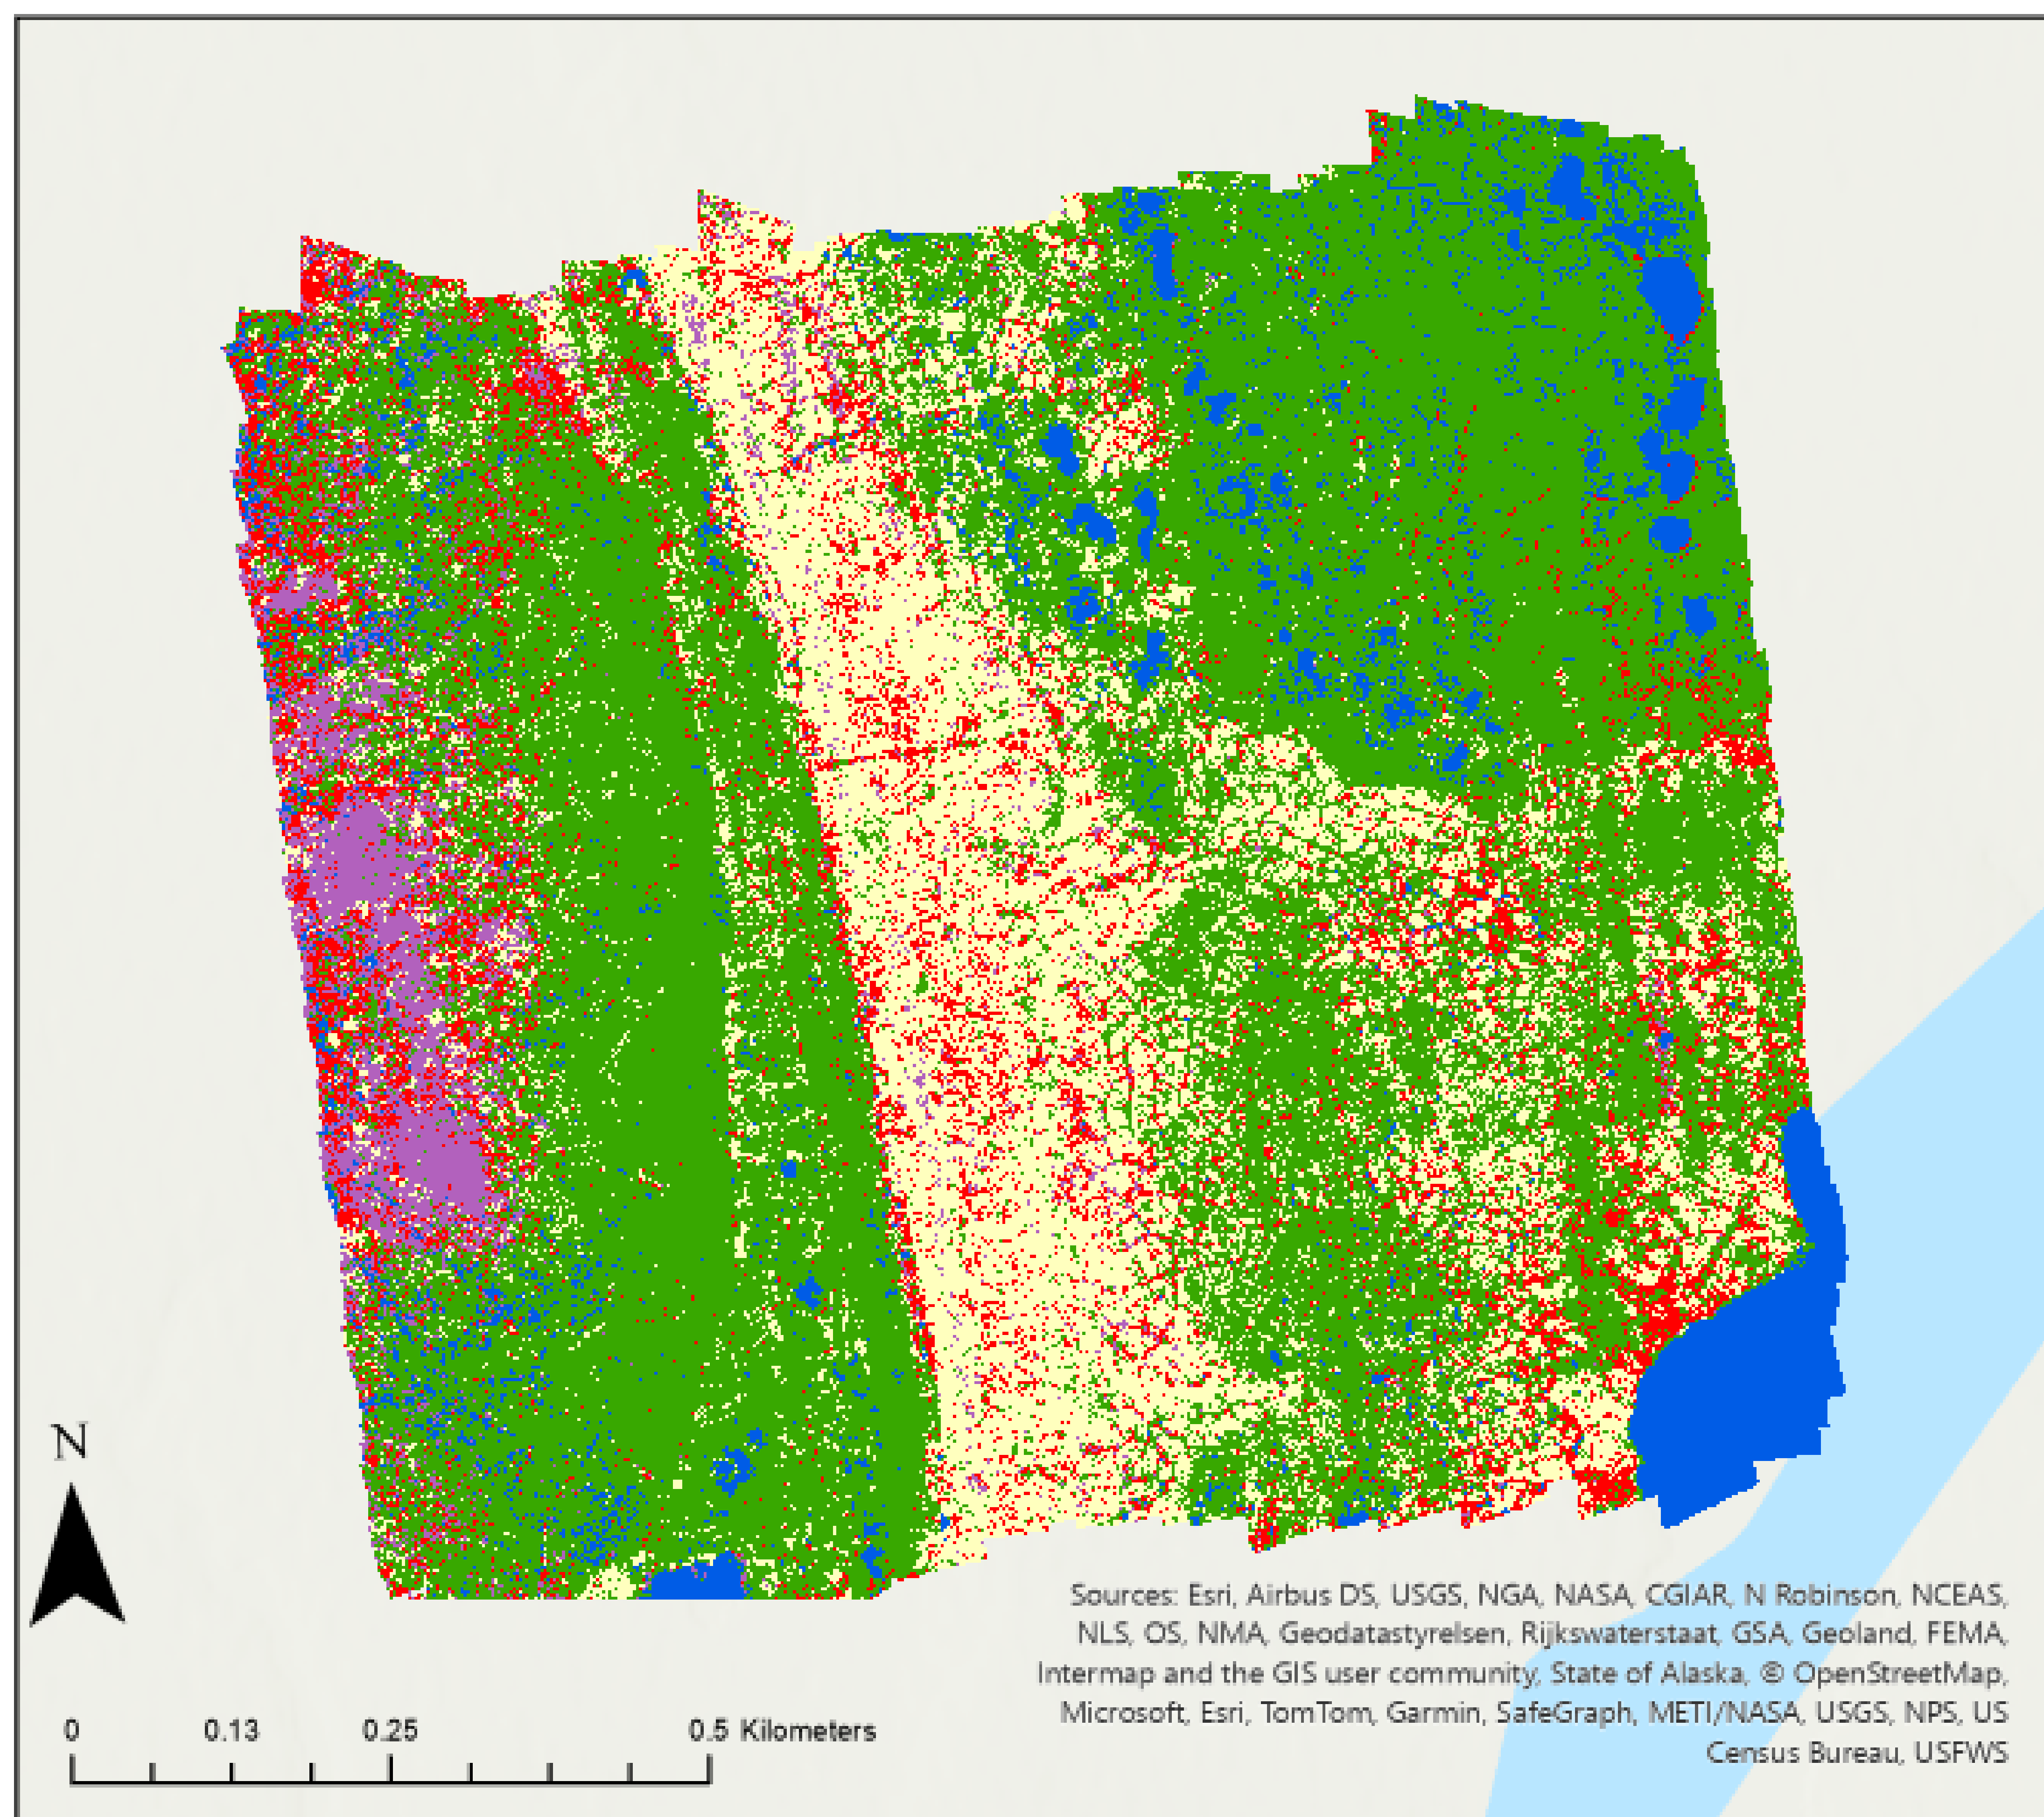 N
Sources: Esri, Airbus DS, USGS, NGA, NASA, CGIAR, N Robinson, NCEAS,
NLS, OS, NMA, Geodatastyrelsen, Rijkswaterstaat, GSA, Geoland, FEMA,
Intermap and the GIS user community, State of Alaska, © OpenStreetMap,
Microsoft, Esri, TomTom, Garmin, SafeGraph, METI/NASA, USGS, NPS, US
Census Bureau, USFWS
0 0.13 0.25 0.5 Kilometers